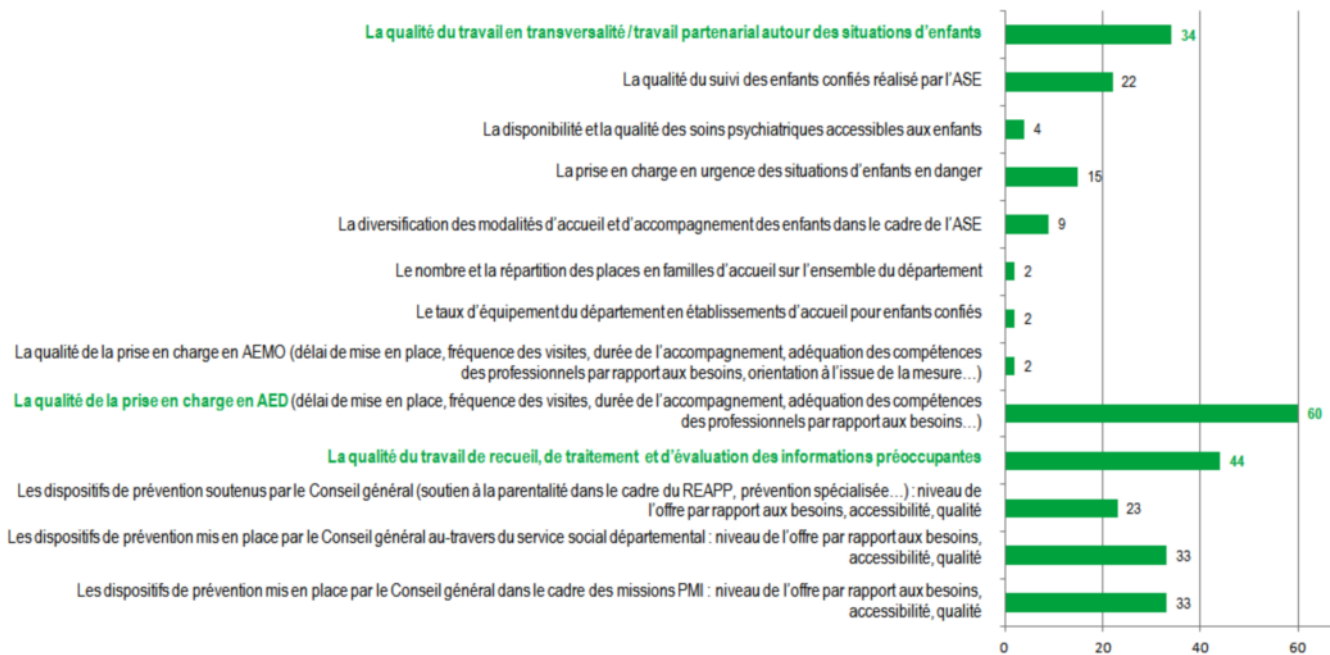 La qualité du travail en transversalité / travail partenarial autour des situations d'enfants
34
La qualité du suivi des enfants confiés réalisé par l'ASE
22
La disponibilité et la qualité des soins psychiatriques accessibles aux enfants
4
La prise en charge en urgence des situations d'enfants en danger
15
La diversification des modalités d'accueil et d'accompagnement des enfants dans le cadre de l'ASE
9
Le nombre et la répartition des places en familles d'accueil sur l'ensemble du département
2
Le taux d'équipement du département en établissements d'accueil pour enfants confiés
2
La qualité de la prise en charge en AEMO (délai de mise en place, fréquence des visites, durée de l'accompagnement, adéquation des compétences
des professionnels par rapport aux besoins, orientation à l'issue de la mesure…)
2
La qualité de la prise en charge en AED (délai de mise en place, fréquence des visites, durée de l'accompagnement, adéquation des compétences
des professionnels par rapport aux besoins…)
60
La qualité du travail de recueil, de traitement et d'évaluation des informations préoccupantes
44
Les dispositifs de prévention soutenus par le Conseil général (soutien à la parentalité dans le cadre du REAPP, prévention spécialisée…) : niveau de
l'offre par rapport aux besoins, accessibilité, qualité
23
Les dispositifs de prévention mis en place par le Conseil général au-travers du service social départemental : niveau de l'offre par rapport aux besoins,
accessibilité, qualité
33
Les dispositifs de prévention mis en place par le Conseil général dans le cadre des missions PMI : niveau de l'offre par rapport aux besoins,
accessibilité, qualité
33
0 20 40 60